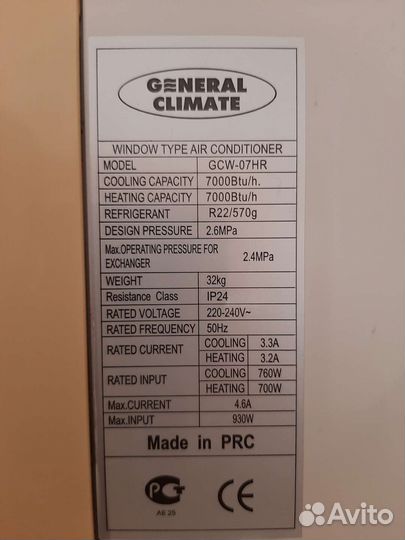 GENERAL
CLIMATE
WINDOW TYPE AIR CONDITIONER
MODEL GCW-07HR
COOLING CAPACITY 7000Btu/h.
HEATING CAPACITY 7000Btu/h
REFRIGERANT R22/570g
DESIGN PRESSURE 2.6MPa
Max.OPERATING PRESSURE FOR
EXCHANGER 2.4MPa
WEIGHT 32kg
Resistance Class IP24
RATED VOLTAGE 220-240V~
RATED FREQUENCY 50Hz
RATED CURRENT COOLING 3.3A
HEATING 3.2A
RATED INPUT COOLING 760W
HEATING 700W
Max.CURRENT 4.6A
Max.INPUT 930W
Made in PRC
РСТ CE
АЕ 25
Avito